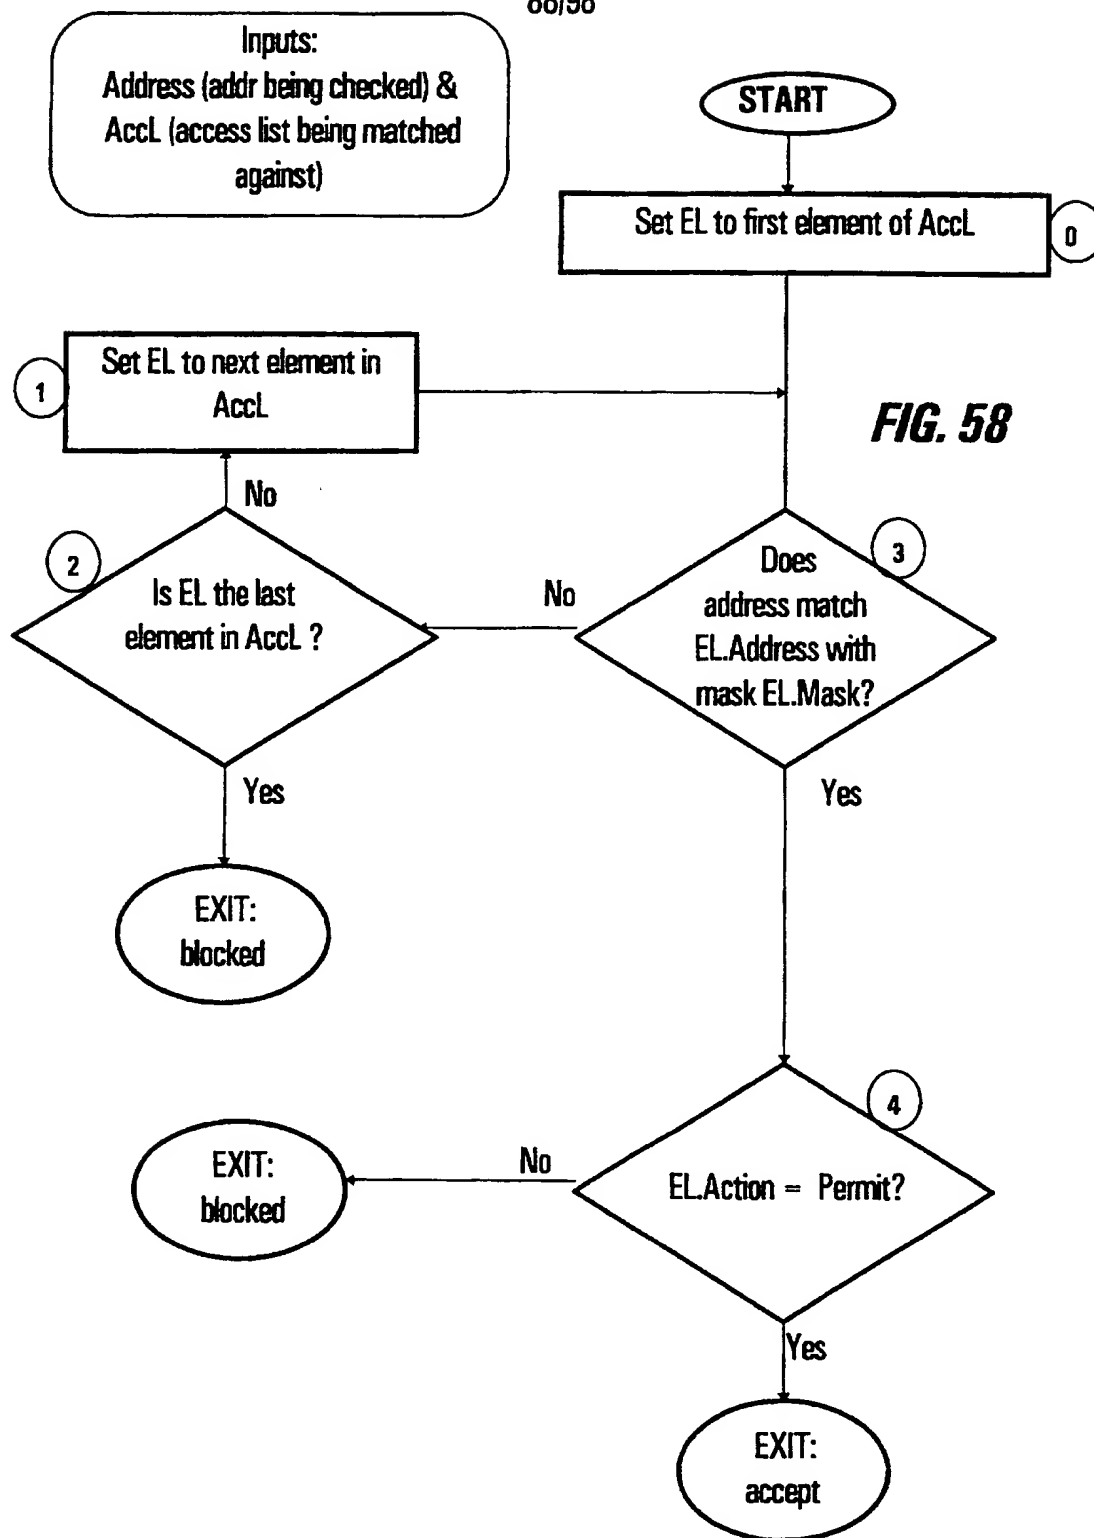 Inputs:
Address (addr being checked) &
AccL (access list being matched
against)
START
Set EL to first element of AccL
0
Set EL to next element in
AccL
1
FIG. 58
No
2
Is EL the last
element in AccL ?
No
3
Does
address match
EL.Address with
mask EL.Mask?
Yes
Yes
EXIT:
blocked
4
EL.Action = Permit?
No
EXIT:
blocked
Yes
EXIT:
accept